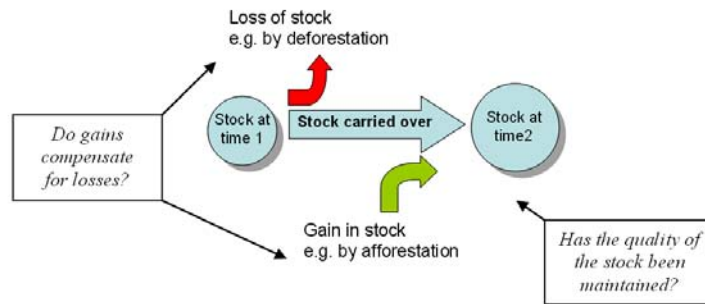 Loss of stock
e.g. by deforestation
Do gains
compensate
for losses?
Stock at
time 1
Stock carried over
Stock at
time2
Gain in stock
e.g. by afforestation
Has the quality of
the stock been
maintained?